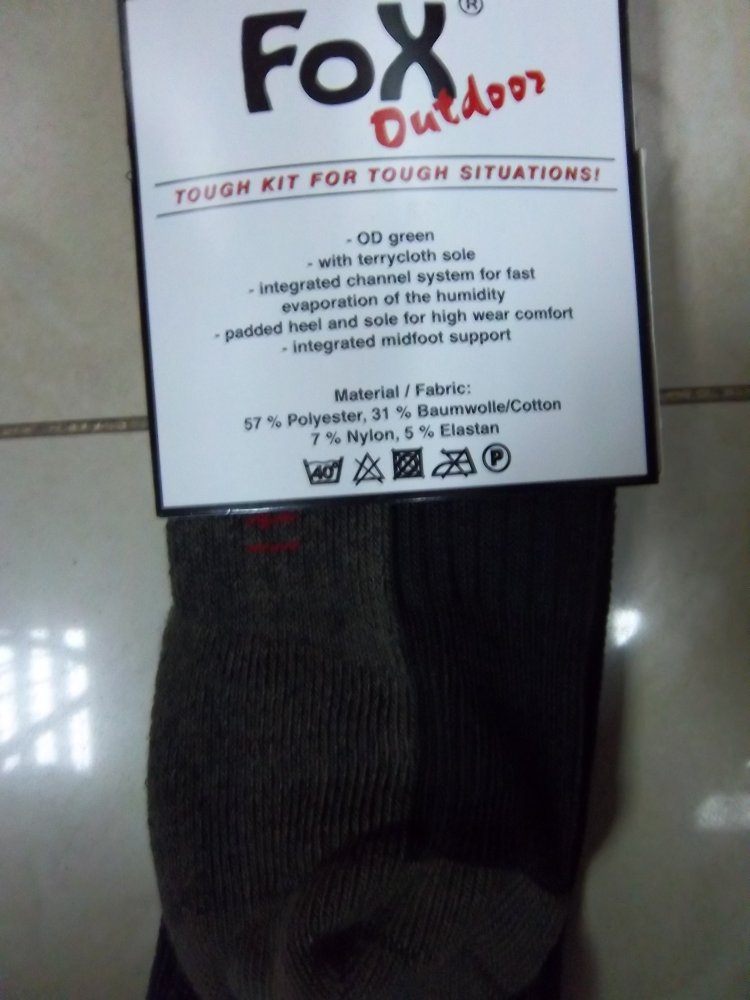 FoX®
Outdoor
TOUGH KIT FOR TOUGH SITUATIONS!
- OD green
- with terrycloth sole
- integrated channel system for fast
evaporation of the humidity
- padded heel and sole for high wear comfort
- integrated midfoot support
Material / Fabric:
57 % Polyester, 31 % Baumwolle/Cotton
7 % Nylon, 5 % Elastan
40° P